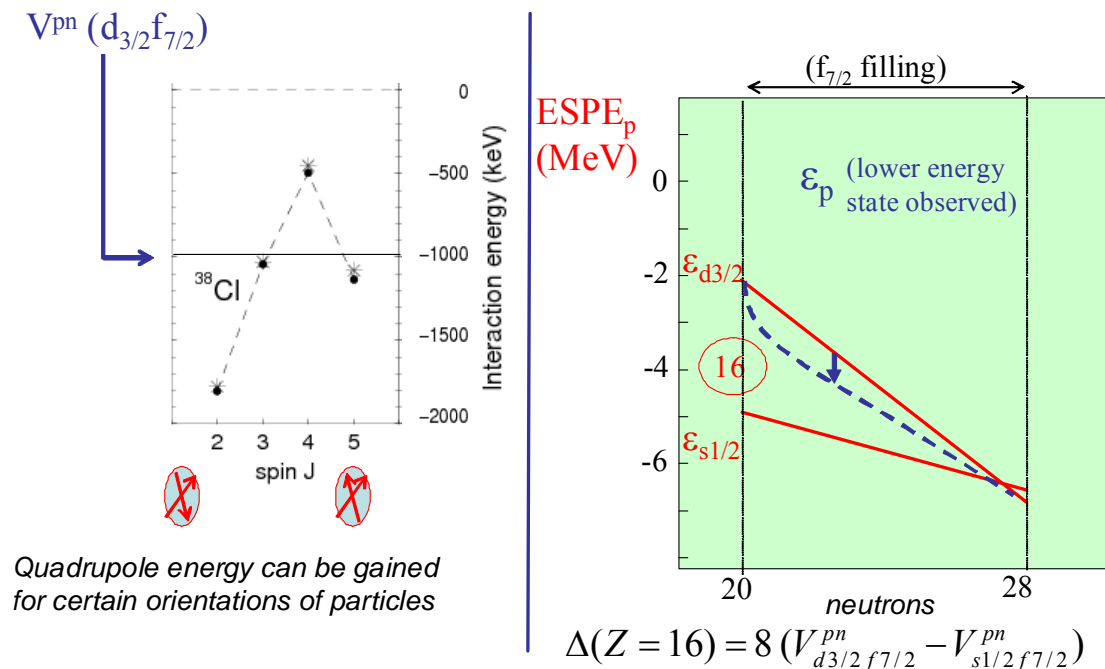 Vᵖⁿ (d₃/₂f₇/₂)
0
−500
−1000
−1500
−2000
Interaction energy (keV)
³⁸Cl
2 3 4 5
spin J
Quadrupole energy can be gained
for certain orientations of particles
(f₇/₂ filling)
ESPEₚ
(MeV)
0
-2
-4
-6
εₚ (lower energy
state observed)
ε_d3/2
16
ε_s1/2
20 28
neutrons
Δ(Z = 16) = 8 (V^{pn}_{d3/2 f7/2} − V^{pn}_{s1/2 f7/2})